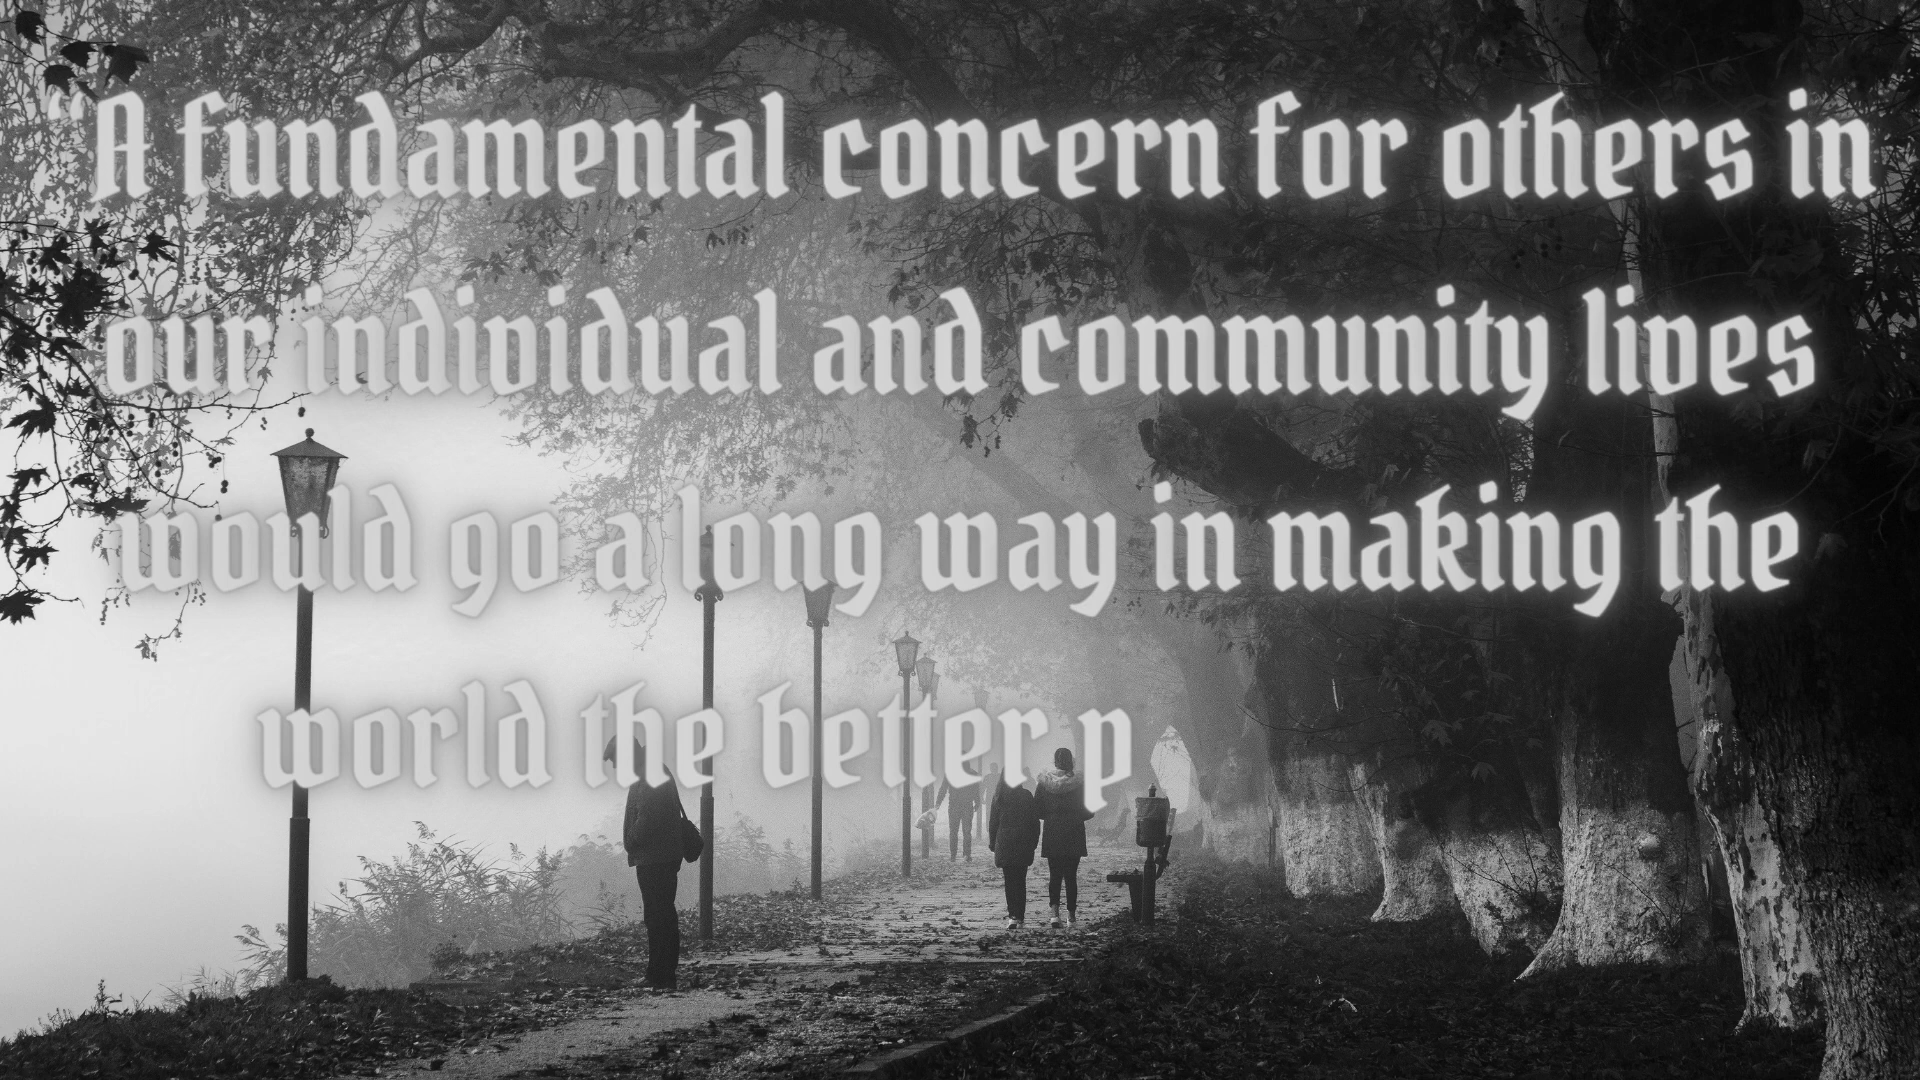 “A fundamental concern for others in
our individual and community lives
would go a long way in making the
world the better p